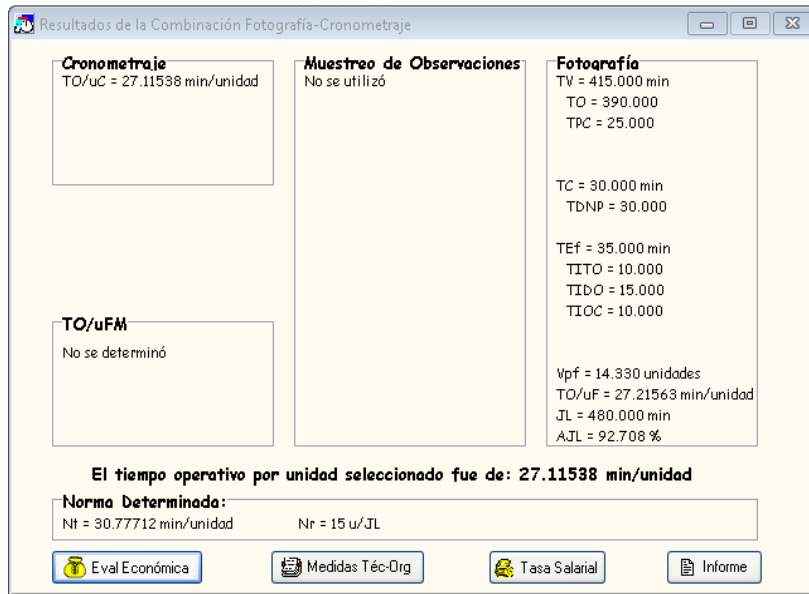 Resultados de la Combinación Fotografía-Cronometraje
Cronometraje
TO/uC = 27.11538 min/unidad
TO/uFM
No se determinó
Muestreo de Observaciones
No se utilizó
Fotografía
TV = 415.000 min
TO = 390.000
TPC = 25.000
TC = 30.000 min
TDNP = 30.000
TEf = 35.000 min
TITO = 10.000
TIDO = 15.000
TIOC = 10.000
Vpf = 14.330 unidades
TO/uF = 27.21563 min/unidad
JL = 480.000 min
AJL = 92.708 %
El tiempo operativo por unidad seleccionado fue de: 27.11538 min/unidad
Norma Determinada:
Nt = 30.77712 min/unidad Nr = 15 u/JL
Eval Económica Medidas Téc-Org Tasa Salarial Informe